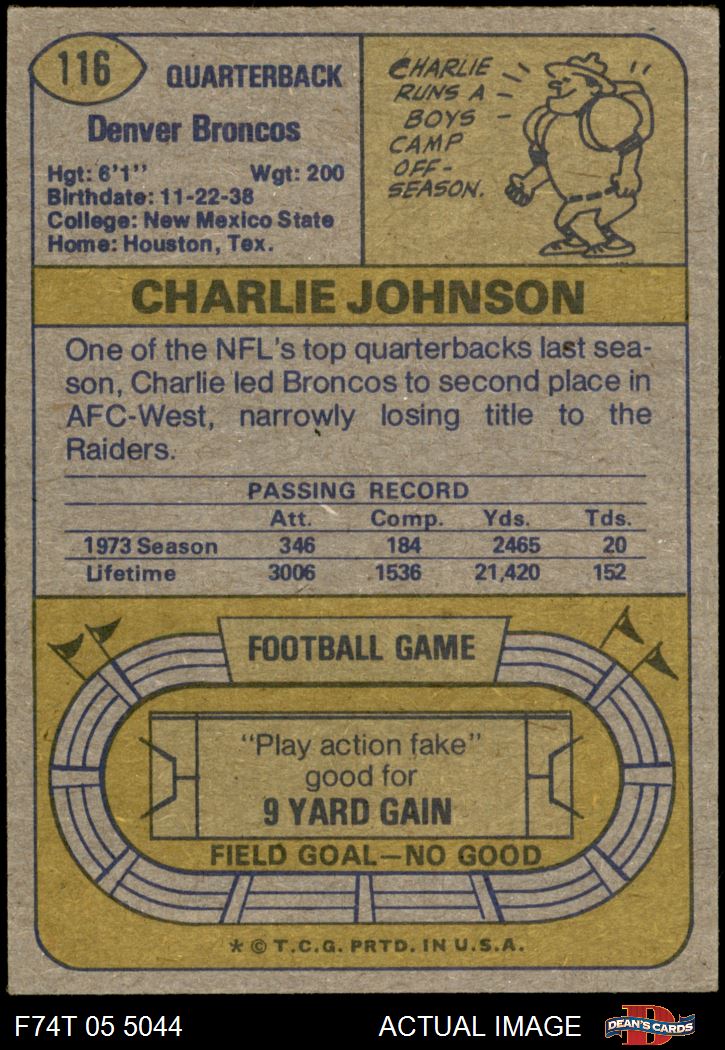 116
QUARTERBACK
Denver Broncos
Hgt: 6'1" Wgt: 200
Birthdate: 11-22-38
College: New Mexico State
Home: Houston, Tex.
CHARLIE
RUNS A
BOYS
CAMP
OFF-
SEASON.
CHARLIE JOHNSON
One of the NFL's top quarterbacks last sea-
son, Charlie led Broncos to second place in
AFC-West, narrowly losing title to the
Raiders.
PASSING RECORD
Att. Comp. Yds. Tds.
1973 Season 346 184 2465 20
Lifetime 3006 1536 21,420 152
FOOTBALL GAME
"Play action fake"
good for
9 YARD GAIN
FIELD GOAL—NO GOOD
* © T.C.G. PRTD. IN U.S.A.
F74T 05 5044 ACTUAL IMAGE
D
DEAN'S CARDS